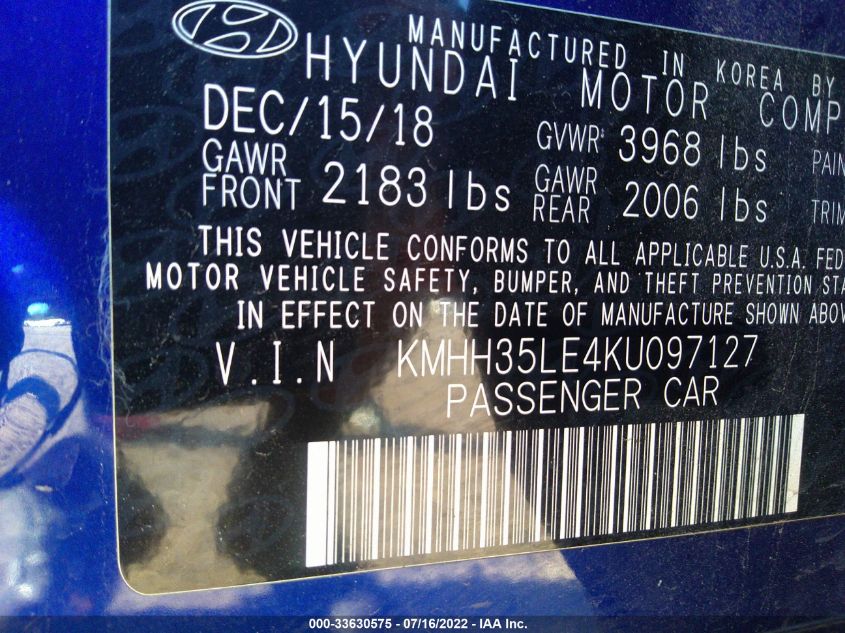 MANUFACTURED IN KOREA BY
HYUNDAI MOTOR COMP
DEC/15/18 GVWR: 3968 lbs PAIN
GAWR FRONT 2183 lbs GAWR REAR 2006 lbs TRIM
THIS VEHICLE CONFORMS TO ALL APPLICABLE U.S.A. FED
MOTOR VEHICLE SAFETY, BUMPER, AND THEFT PREVENTION STA
IN EFFECT ON THE DATE OF MANUFACTURE SHOWN ABOV
V.I.N KMHH35LE4KU097127
PASSENGER CAR
000-33630575 - 07/16/2022 - IAA Inc.